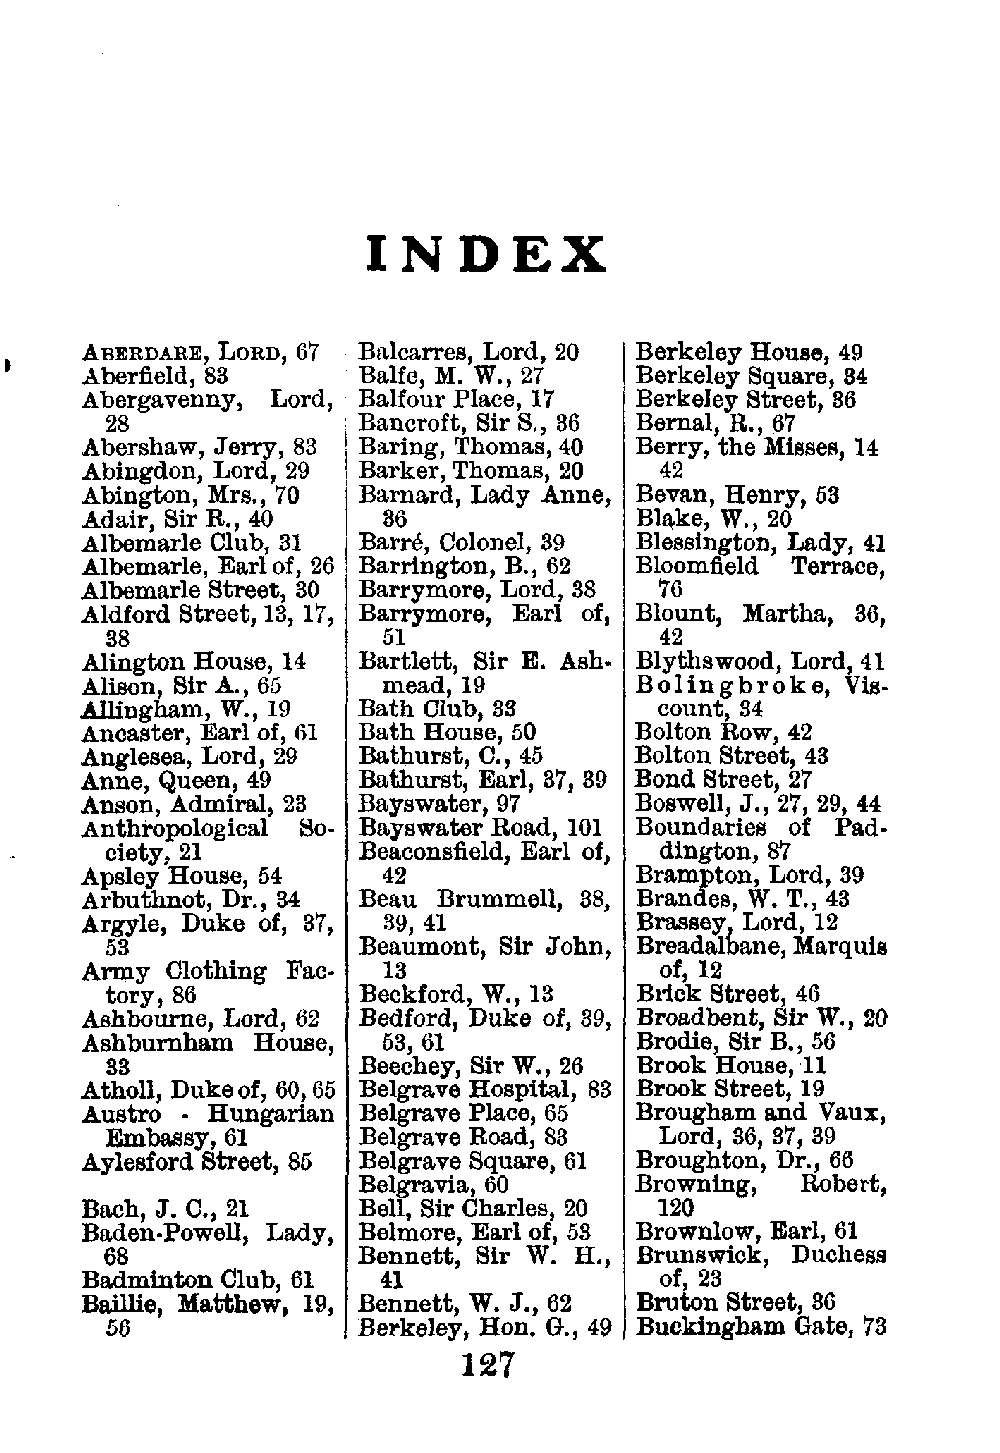 INDEX
ABERDARE, LORD, 67
Aberfield, 83
Abergavenny, Lord,
28
Abershaw, Jerry, 83
Abingdon, Lord, 29
Abington, Mrs., 70
Adair, Sir R., 40
Albemarle Club, 31
Albemarle, Earl of, 26
Albemarle Street, 30
Aldford Street, 13, 17,
38
Alington House, 14
Alison, Sir A., 65
Allingham, W., 19
Ancaster, Earl of, 61
Anglesea, Lord, 29
Anne, Queen, 49
Anson, Admiral, 23
Anthropological So-
ciety, 21
Apsley House, 54
Arbuthnot, Dr., 34
Argyle, Duke of, 37,
53
Army Clothing Fac-
tory, 86
Ashbourne, Lord, 62
Ashburnham House,
33
Atholl, Duke of, 60, 65
Austro - Hungarian
Embassy, 61
Aylesford Street, 85
Bach, J. C., 21
Baden-Powell, Lady,
68
Badminton Club, 61
Baillie, Matthew, 19,
56
Balcarres, Lord, 20
Balfe, M. W., 27
Balfour Place, 17
Bancroft, Sir S., 36
Baring, Thomas, 40
Barker, Thomas, 20
Barnard, Lady Anne,
36
Barré, Colonel, 39
Barrington, B., 62
Barrymore, Lord, 38
Barrymore, Earl of,
51
Bartlett, Sir E. Ash-
mead, 19
Bath Club, 33
Bath House, 50
Bathurst, C., 45
Bathurst, Earl, 37, 39
Bayswater, 97
Bayswater Road, 101
Beaconsfield, Earl of,
42
Beau Brummell, 38,
39, 41
Beaumont, Sir John,
13
Beckford, W., 13
Bedford, Duke of, 39,
53, 61
Beechey, Sir W., 26
Belgrave Hospital, 83
Belgrave Place, 65
Belgrave Road, 83
Belgrave Square, 61
Belgravia, 60
Bell, Sir Charles, 20
Belmore, Earl of, 53
Bennett, Sir W. H.,
41
Bennett, W. J., 62
Berkeley, Hon. G., 49
Berkeley House, 49
Berkeley Square, 34
Berkeley Street, 36
Bernal, R., 67
Berry, the Misses, 14
42
Bevan, Henry, 53
Blake, W., 20
Blessington, Lady, 41
Bloomfield Terrace,
76
Blount, Martha, 36,
42
Blythswood, Lord, 41
Bolingbroke, Vis-
count, 34
Bolton Row, 42
Bolton Street, 43
Bond Street, 27
Boswell, J., 27, 29, 44
Boundaries of Pad-
dington, 87
Brampton, Lord, 39
Brandes, W. T., 43
Brassey, Lord, 12
Breadalbane, Marquis
of, 12
Brick Street, 46
Broadbent, Sir W., 20
Brodie, Sir B., 56
Brook House, 11
Brook Street, 19
Brougham and Vaux,
Lord, 36, 37, 39
Broughton, Dr., 66
Browning, Robert,
120
Brownlow, Earl, 61
Brunswick, Duchess
of, 23
Bruton Street, 36
Buckingham Gate, 73
127